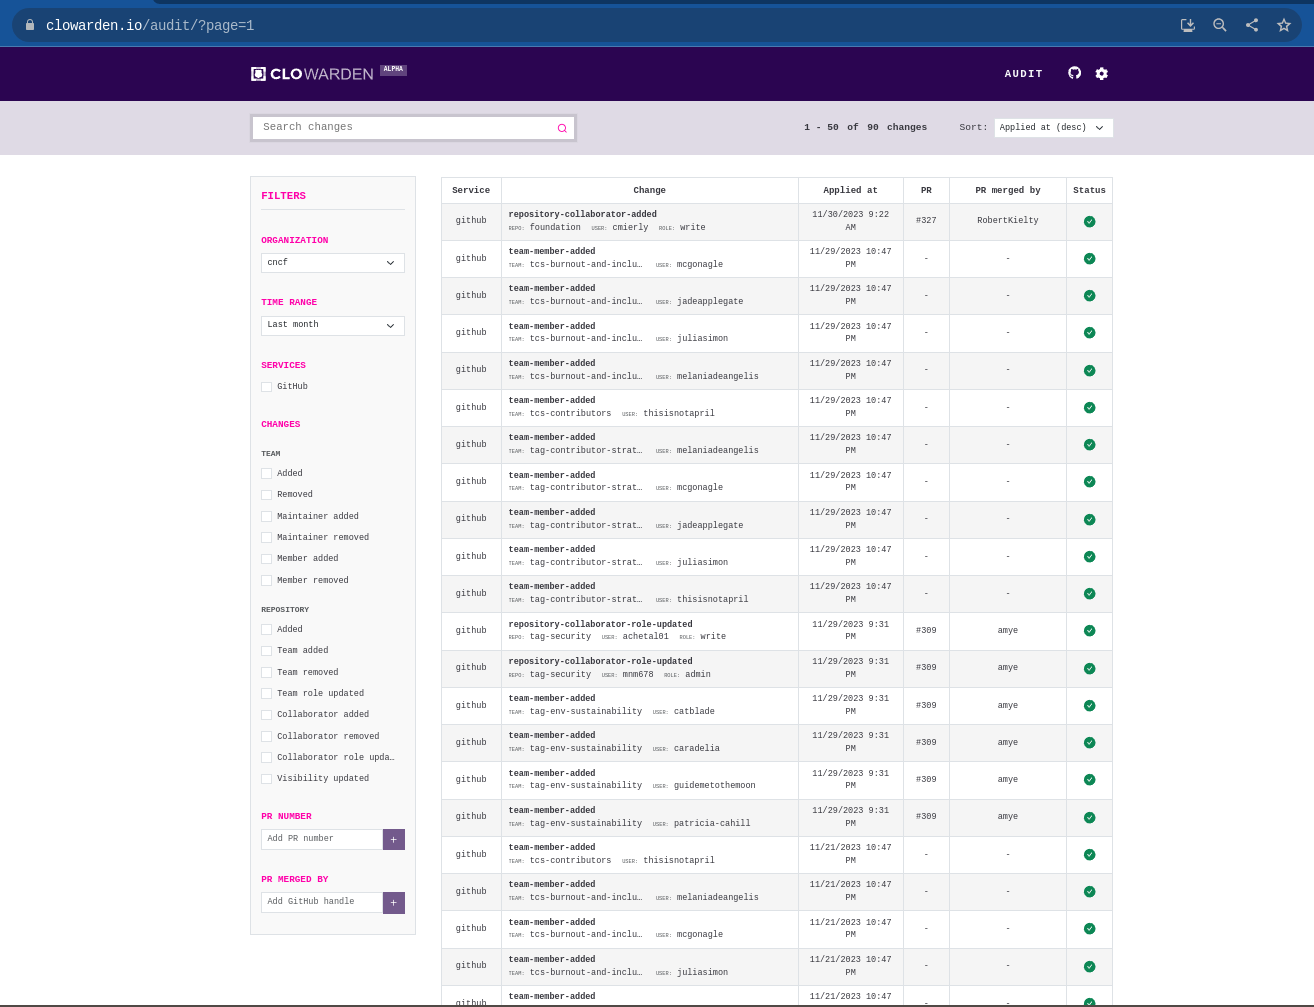 clowarden.io/audit/?page=1
CLOWARDEN ALPHA
AUDIT
Search changes
1 - 50 of 90 changes
Sort: Applied at (desc)
FILTERS
ORGANIZATION
cncf
TIME RANGE
Last month
SERVICES
GitHub
CHANGES
TEAM
Added
Removed
Maintainer added
Maintainer removed
Member added
Member removed
REPOSITORY
Added
Team added
Team removed
Team role updated
Collaborator added
Collaborator removed
Collaborator role upda…
Visibility updated
PR NUMBER
Add PR number +
PR MERGED BY
Add GitHub handle +
Service Change Applied at PR PR merged by Status
github repository-collaborator-added 11/30/2023 9:22 AM #327 RobertKielty
REPO: foundation USER: cmierly ROLE: write
github team-member-added 11/29/2023 10:47 PM - -
TEAM: tcs-burnout-and-inclu… USER: mcgonagle
github team-member-added 11/29/2023 10:47 PM - -
TEAM: tcs-burnout-and-inclu… USER: jadeapplegate
github team-member-added 11/29/2023 10:47 PM - -
TEAM: tcs-burnout-and-inclu… USER: juliasimon
github team-member-added 11/29/2023 10:47 PM - -
TEAM: tcs-burnout-and-inclu… USER: melaniadeangelis
github team-member-added 11/29/2023 10:47 PM - -
TEAM: tcs-contributors USER: thisisnotapril
github team-member-added 11/29/2023 10:47 PM - -
TEAM: tag-contributor-strat… USER: melaniadeangelis
github team-member-added 11/29/2023 10:47 PM - -
TEAM: tag-contributor-strat… USER: mcgonagle
github team-member-added 11/29/2023 10:47 PM - -
TEAM: tag-contributor-strat… USER: jadeapplegate
github team-member-added 11/29/2023 10:47 PM - -
TEAM: tag-contributor-strat… USER: juliasimon
github team-member-added 11/29/2023 10:47 PM - -
TEAM: tag-contributor-strat… USER: thisisnotapril
github repository-collaborator-role-updated 11/29/2023 9:31 PM #309 amye
REPO: tag-security USER: achetal01 ROLE: write
github repository-collaborator-role-updated 11/29/2023 9:31 PM #309 amye
REPO: tag-security USER: mnm678 ROLE: admin
github team-member-added 11/29/2023 9:31 PM #309 amye
TEAM: tag-env-sustainability USER: catblade
github team-member-added 11/29/2023 9:31 PM #309 amye
TEAM: tag-env-sustainability USER: caradelia
github team-member-added 11/29/2023 9:31 PM #309 amye
TEAM: tag-env-sustainability USER: guidemetothemoon
github team-member-added 11/29/2023 9:31 PM #309 amye
TEAM: tag-env-sustainability USER: patricia-cahill
github team-member-added 11/21/2023 10:47 PM - -
TEAM: tcs-contributors USER: thisisnotapril
github team-member-added 11/21/2023 10:47 PM - -
TEAM: tcs-burnout-and-inclu… USER: melaniadeangelis
github team-member-added 11/21/2023 10:47 PM - -
TEAM: tcs-burnout-and-inclu… USER: mcgonagle
github team-member-added 11/21/2023 10:47 PM - -
TEAM: tcs-burnout-and-inclu… USER: juliasimon
github team-member-added 11/21/2023 10:47 - -